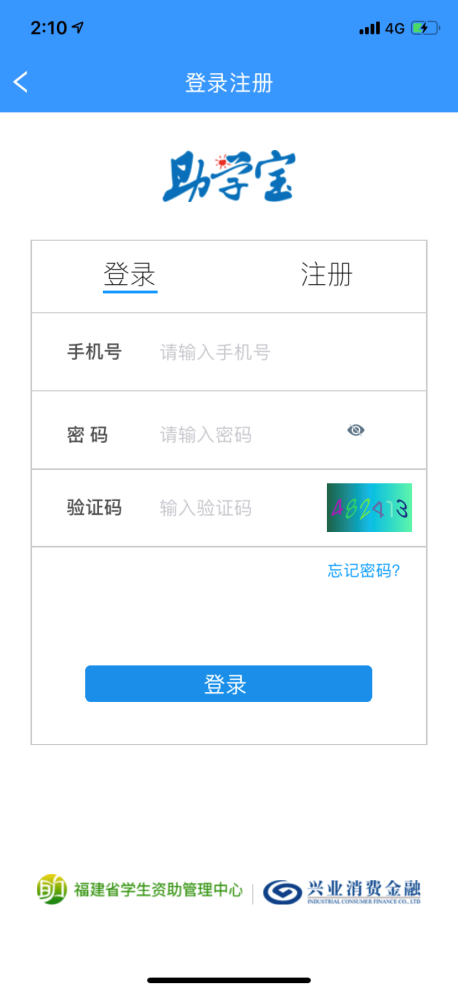 2:10
4G
登录注册
助学宝
登录
注册
手机号
请输入手机号
密 码
请输入密码
验证码
输入验证码
忘记密码?
登录
助
福建省学生资助管理中心
兴业消费金融
INDUSTRIAL CONSUMER FINANCE CO., LTD